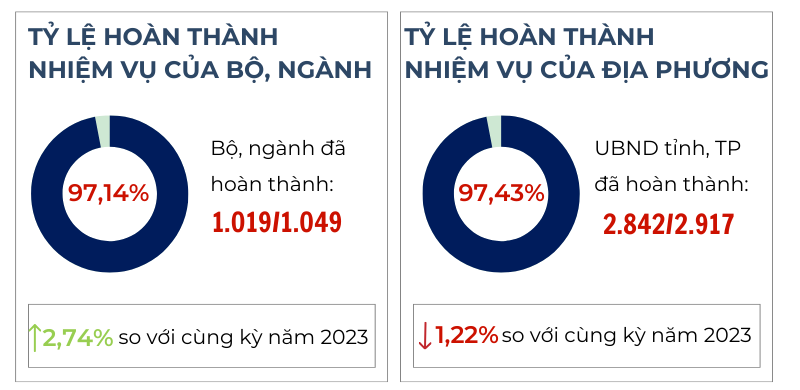 TỶ LỆ HOÀN THÀNH
NHIỆM VỤ CỦA BỘ, NGÀNH
97,14%
Bộ, ngành đã
hoàn thành:
1.019/1.049
↑2,74% so với cùng kỳ năm 2023
TỶ LỆ HOÀN THÀNH
NHIỆM VỤ CỦA ĐỊA PHƯƠNG
97,43%
UBND tỉnh, TP
đã hoàn thành:
2.842/2.917
↓1,22% so với cùng kỳ năm 2023